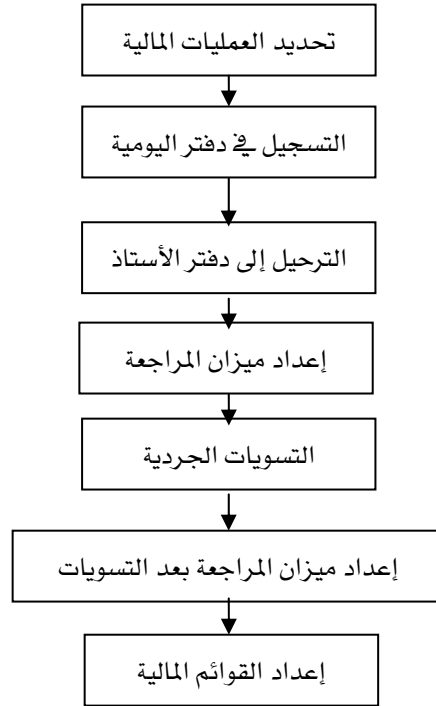 تحديد العمليات المالية
التسجيل في دفتر اليومية
الترحيل إلى دفتر الأستاذ
إعداد ميزان المراجعة
التسويات الجردية
إعداد ميزان المراجعة بعد التسويات
إعداد القوائم المالية